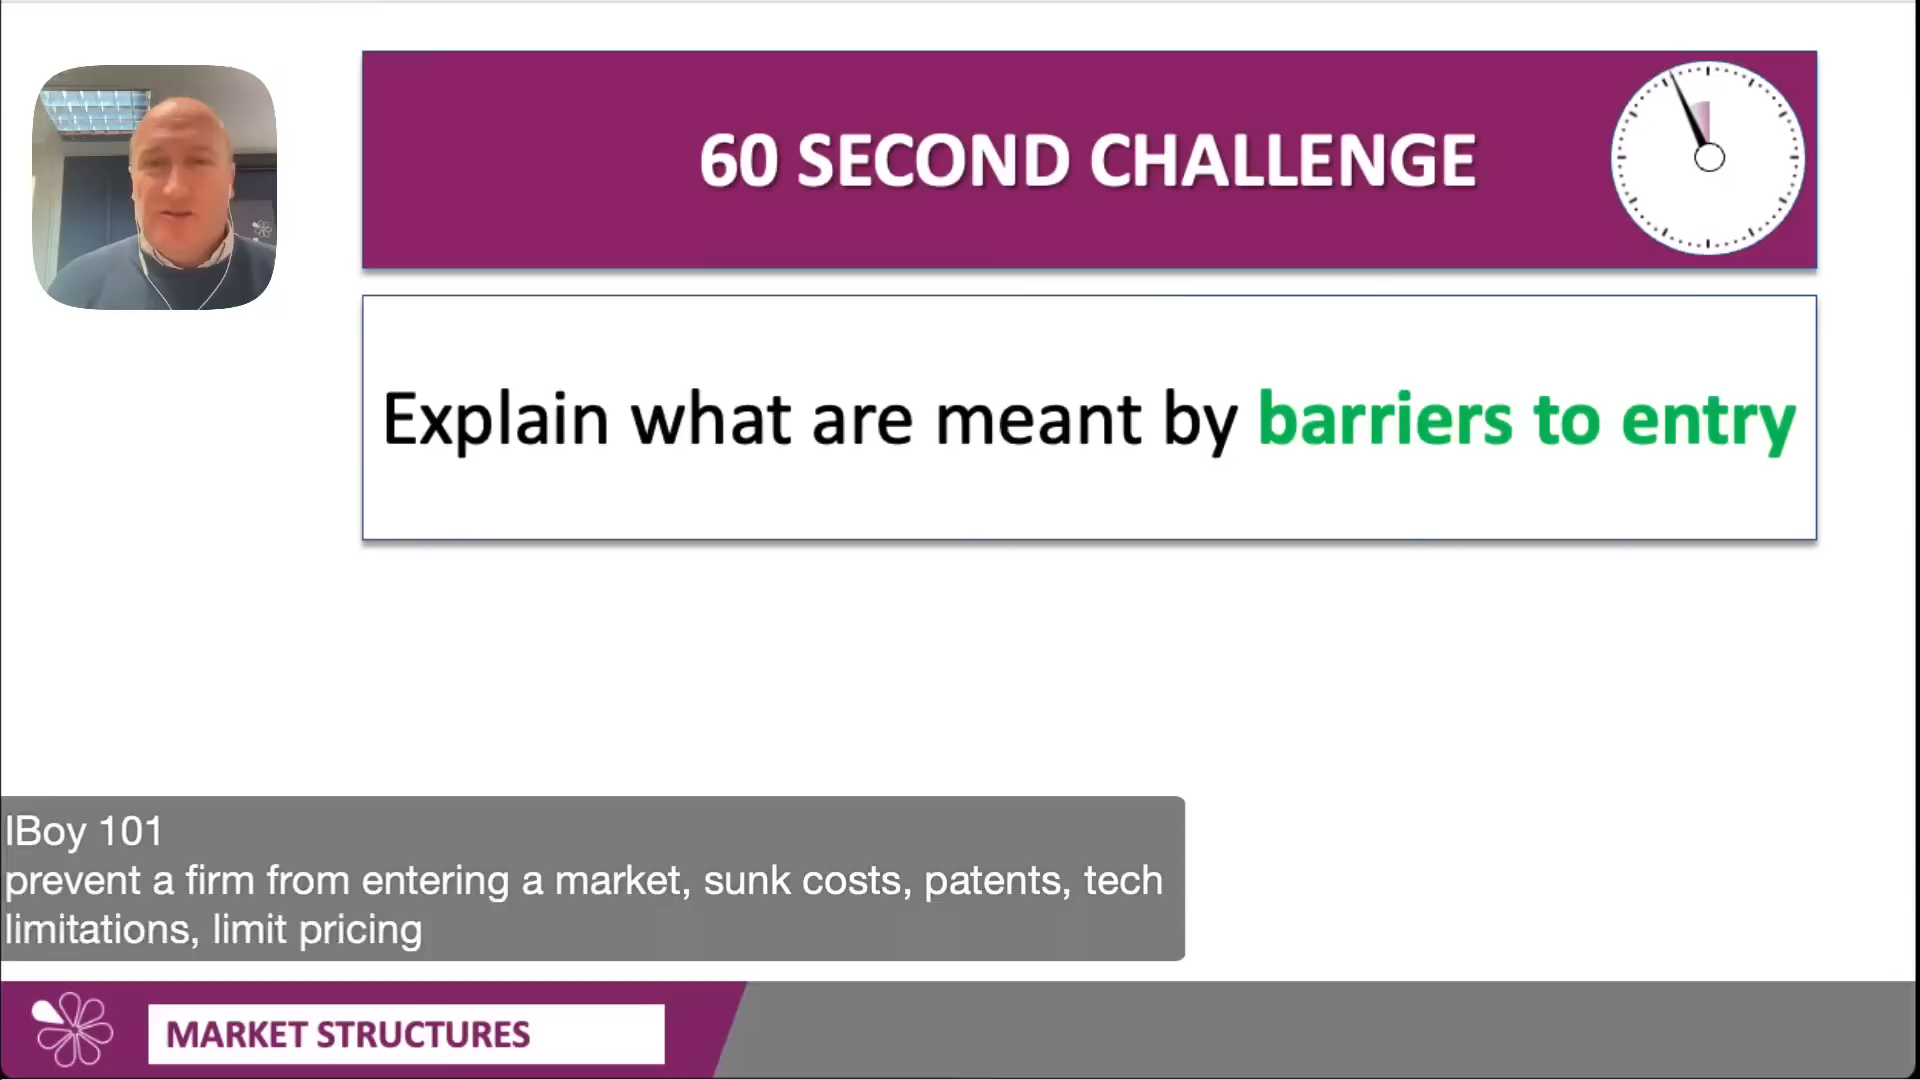 60 SECOND CHALLENGE
Explain what are meant by barriers to entry
IBoy 101
prevent a firm from entering a market, sunk costs, patents, tech
limitations, limit pricing
MARKET STRUCTURES